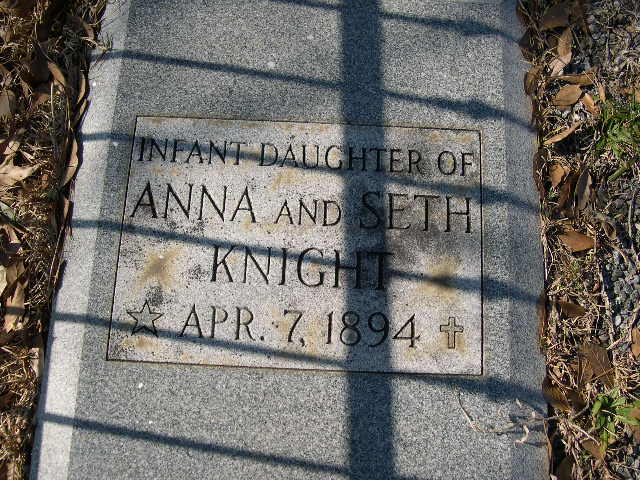 INFANT DAUGHTER OF
ANNA AND SETH
KNIGHT
☆ APR. 7, 1894 ✝